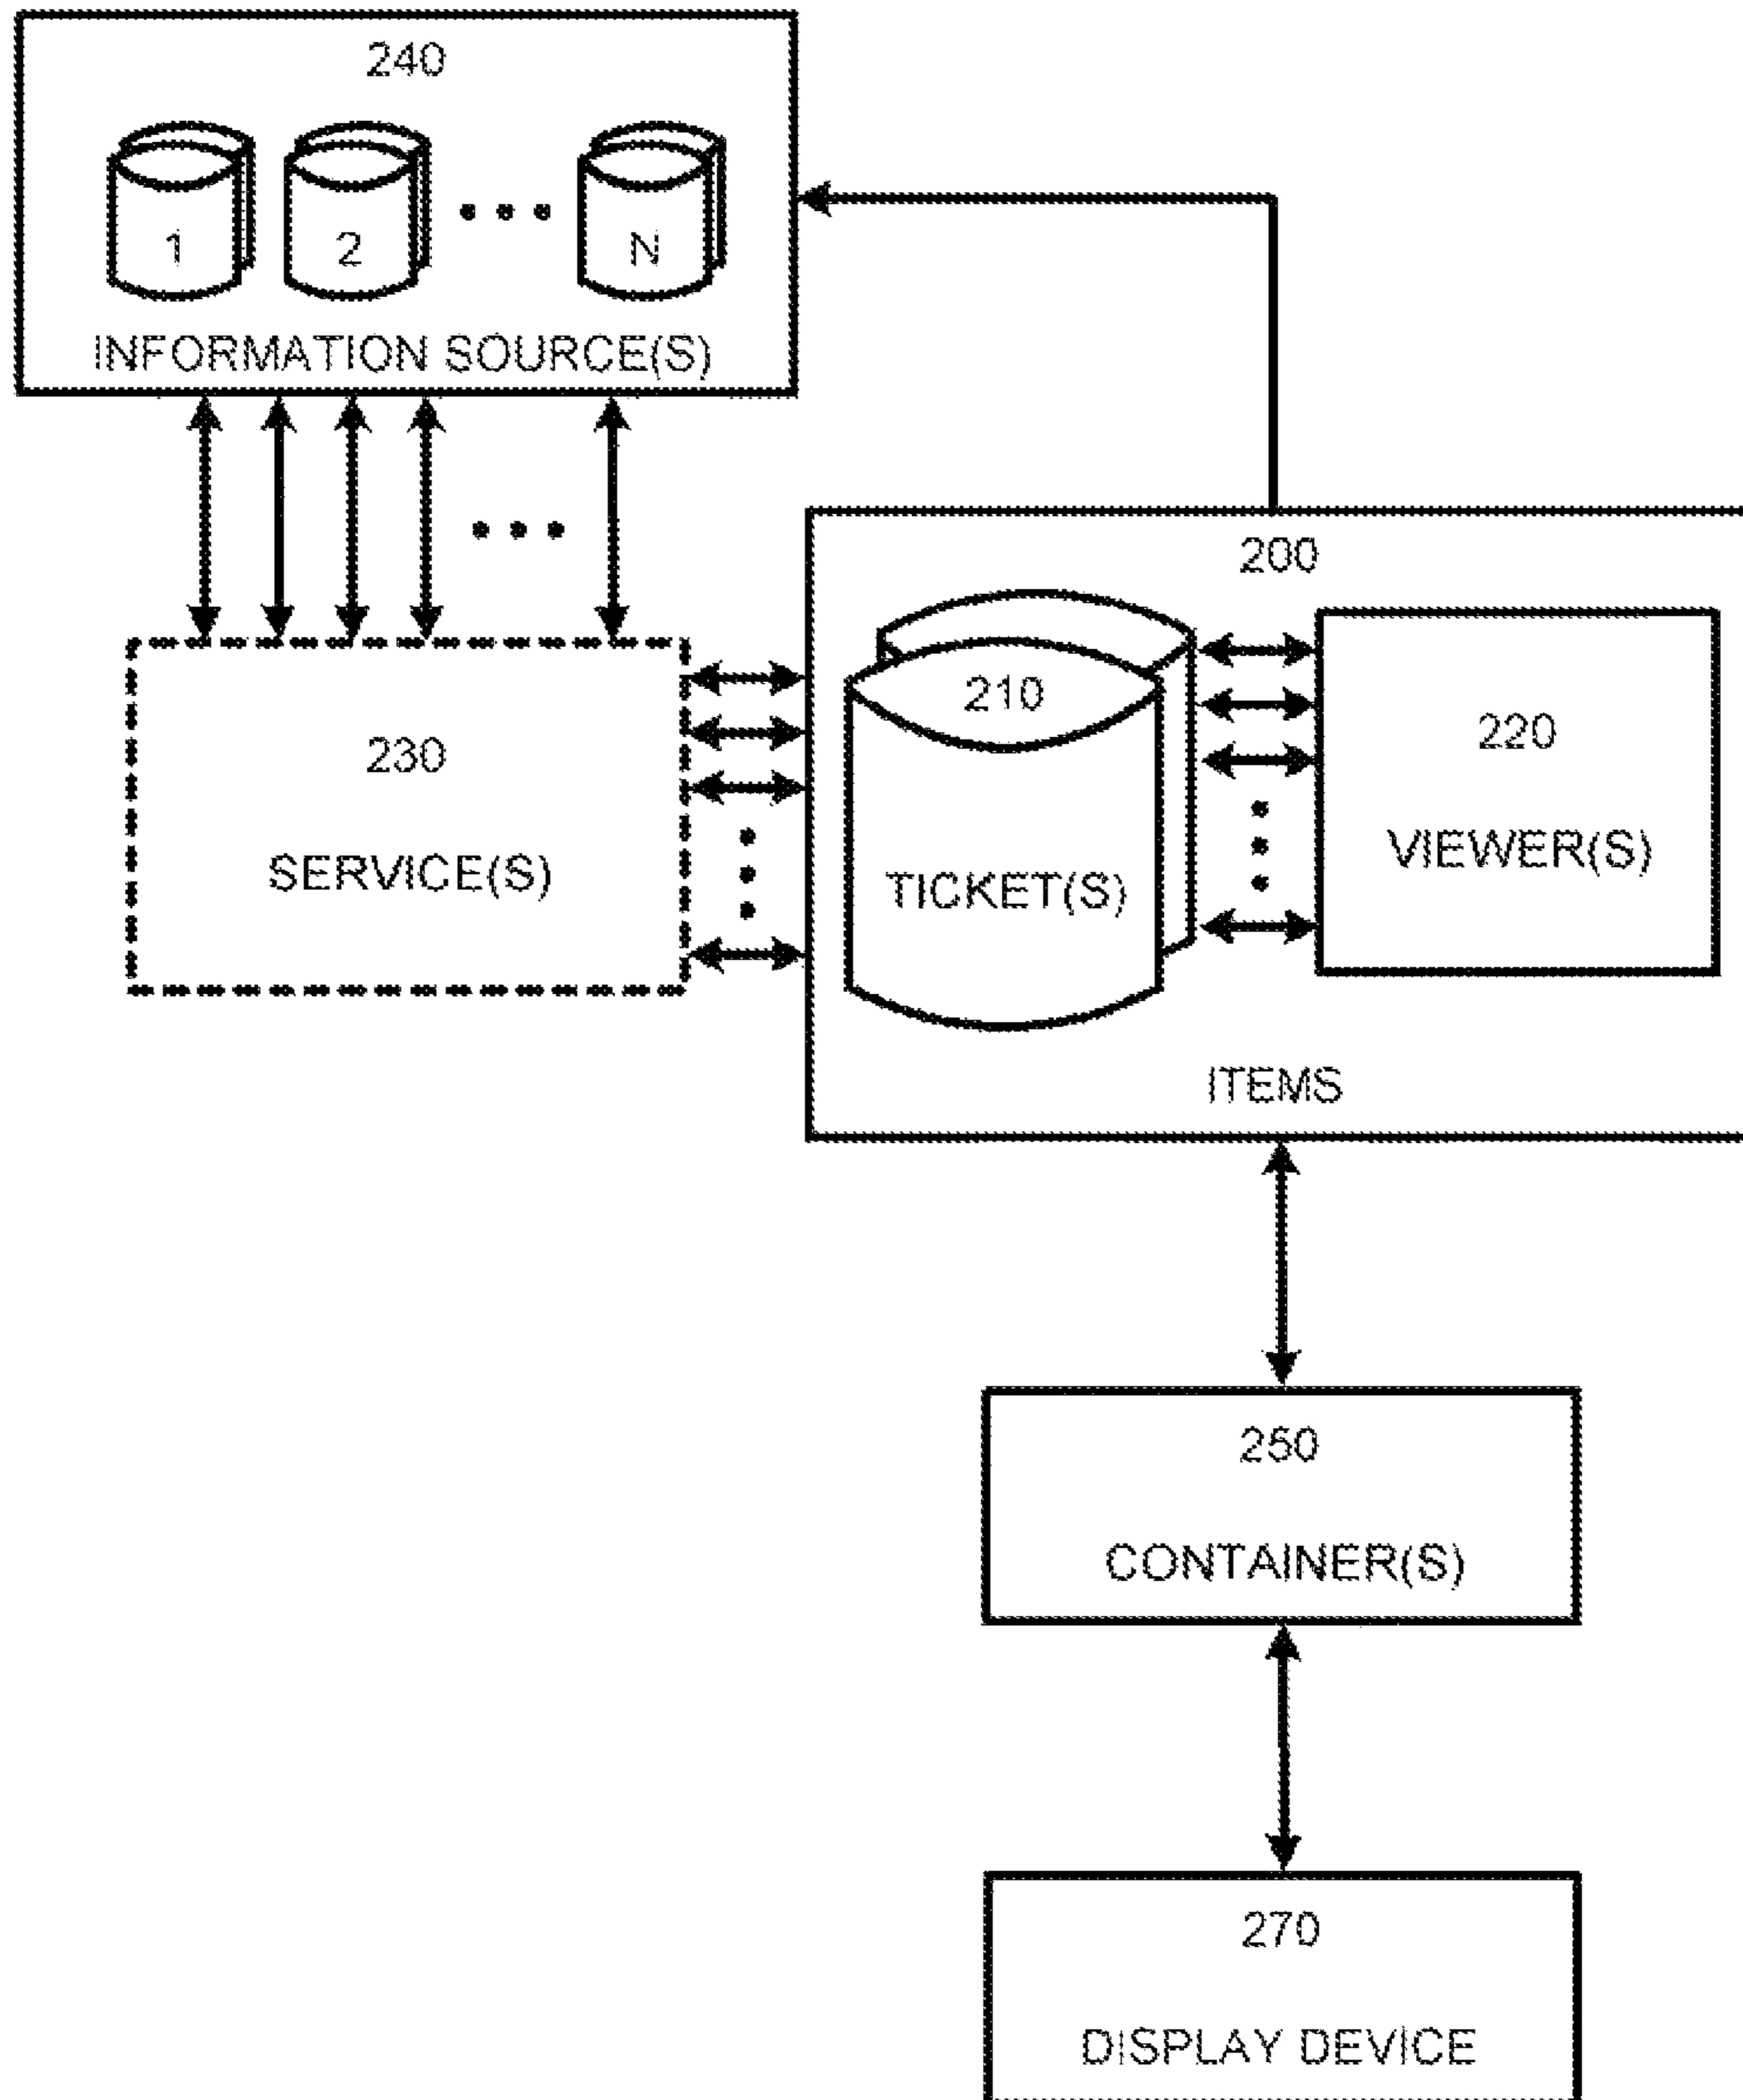 240
1 2 N
INFORMATION SOURCE(S)
200
210
220
230
VIEWER(S)
SERVICE(S)
TICKET(S)
ITEMS
250
CONTAINER(S)
270
DISPLAY DEVICE